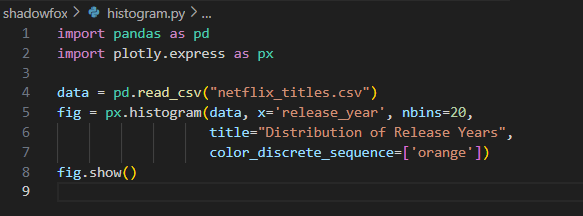 shadowfox > histogram.py > ...
1 import pandas as pd
2 import plotly.express as px
3
4 data = pd.read_csv("netflix_titles.csv")
5 fig = px.histogram(data, x='release_year', nbins=20,
6                    title="Distribution of Release Years",
7                    color_discrete_sequence=['orange'])
8 fig.show()
9